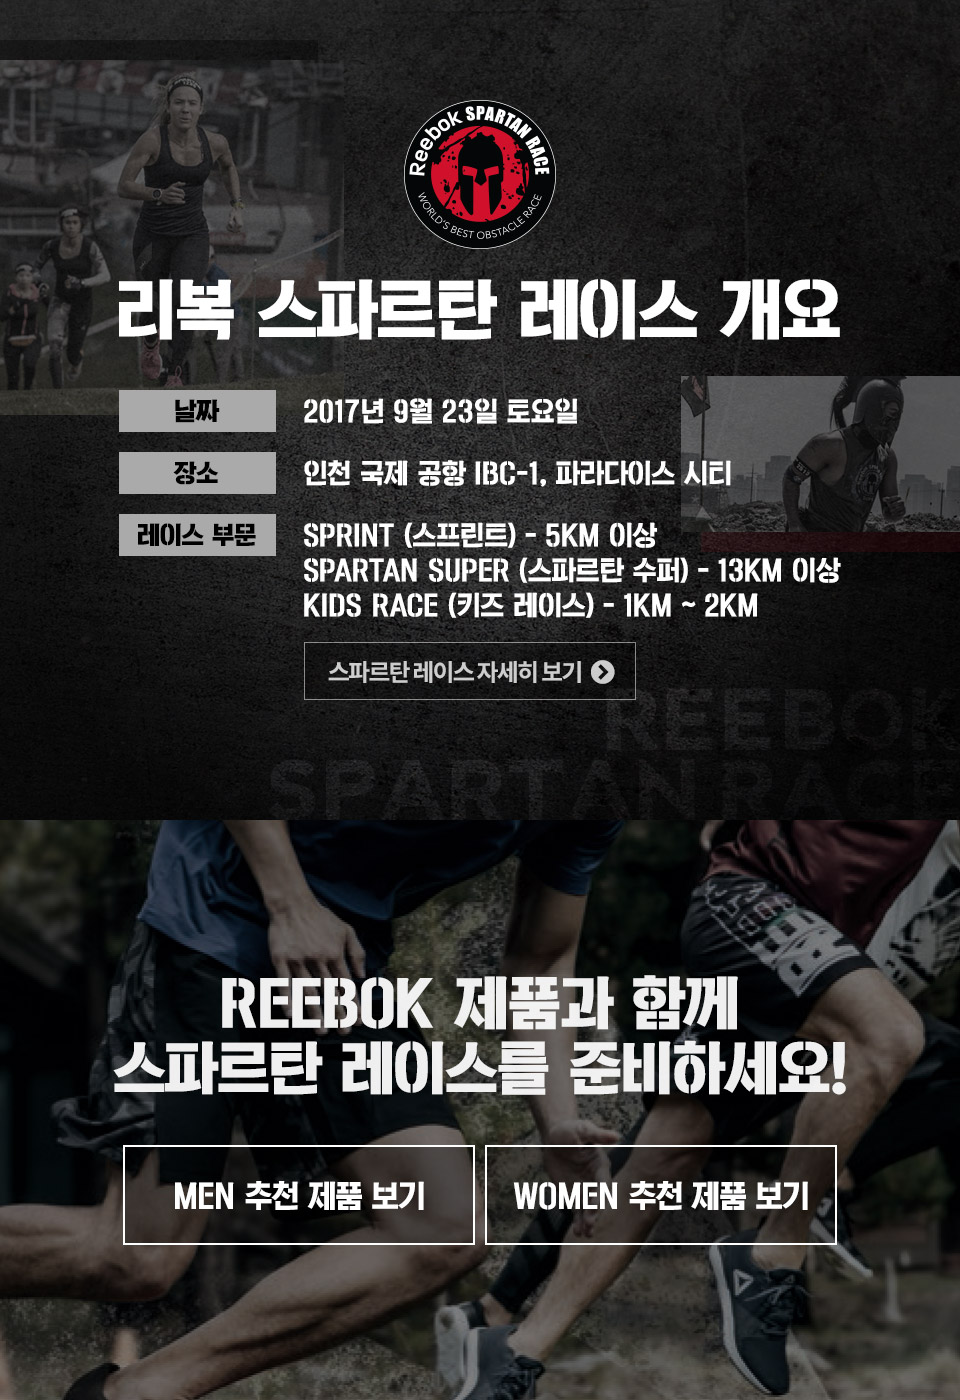 Reebok SPARTAN RACE
WORLD'S BEST OBSTACLE RACE
리복 스파르탄 레이스 개요
날짜 2017년 9월 23일 토요일
장소 인천 국제 공항 IBC-1, 파라다이스 시티
레이스 부문 SPRINT (스프린트) - 5KM 이상
SPARTAN SUPER (스파르탄 수퍼) - 13KM 이상
KIDS RACE (키즈 레이스) - 1KM ~ 2KM
스파르탄 레이스 자세히 보기
REEBOK
SPARTAN RACE
REEBOK 제품과 함께
스파르탄 레이스를 준비하세요!
MEN 추천 제품 보기
WOMEN 추천 제품 보기